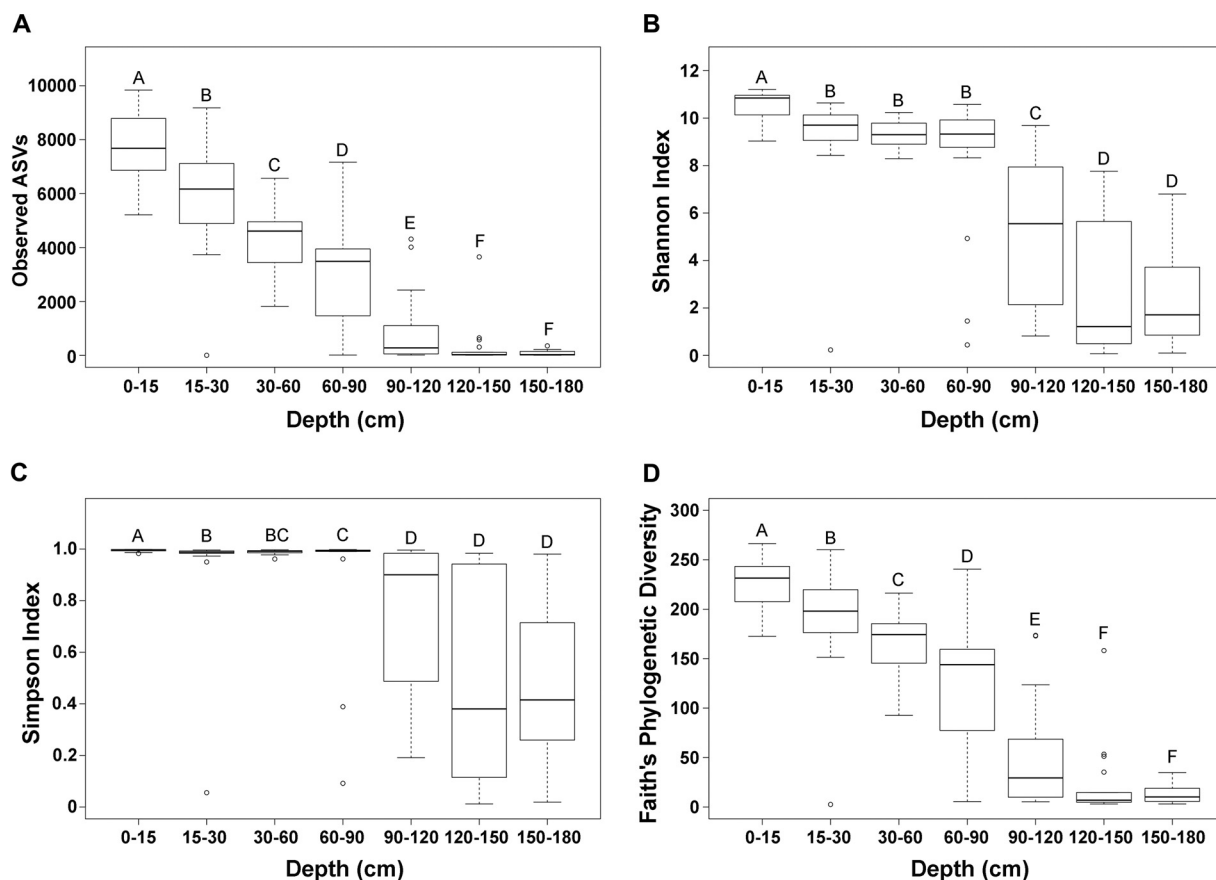 A
Observed ASVs
10000
8000
6000
4000
2000
0
A B C D E F F
0-15 15-30 30-60 60-90 90-120 120-150 150-180
Depth (cm)
B
Shannon Index
12
10
8
6
4
2
0
A B B B C D D
0-15 15-30 30-60 60-90 90-120 120-150 150-180
Depth (cm)
C
Simpson Index
1.0
0.8
0.6
0.4
0.2
0
A B BC C D D D
0-15 15-30 30-60 60-90 90-120 120-150 150-180
Depth (cm)
D
Faith's Phylogenetic Diversity
300
250
200
150
100
50
0
A B C D E F F
0-15 15-30 30-60 60-90 90-120 120-150 150-180
Depth (cm)